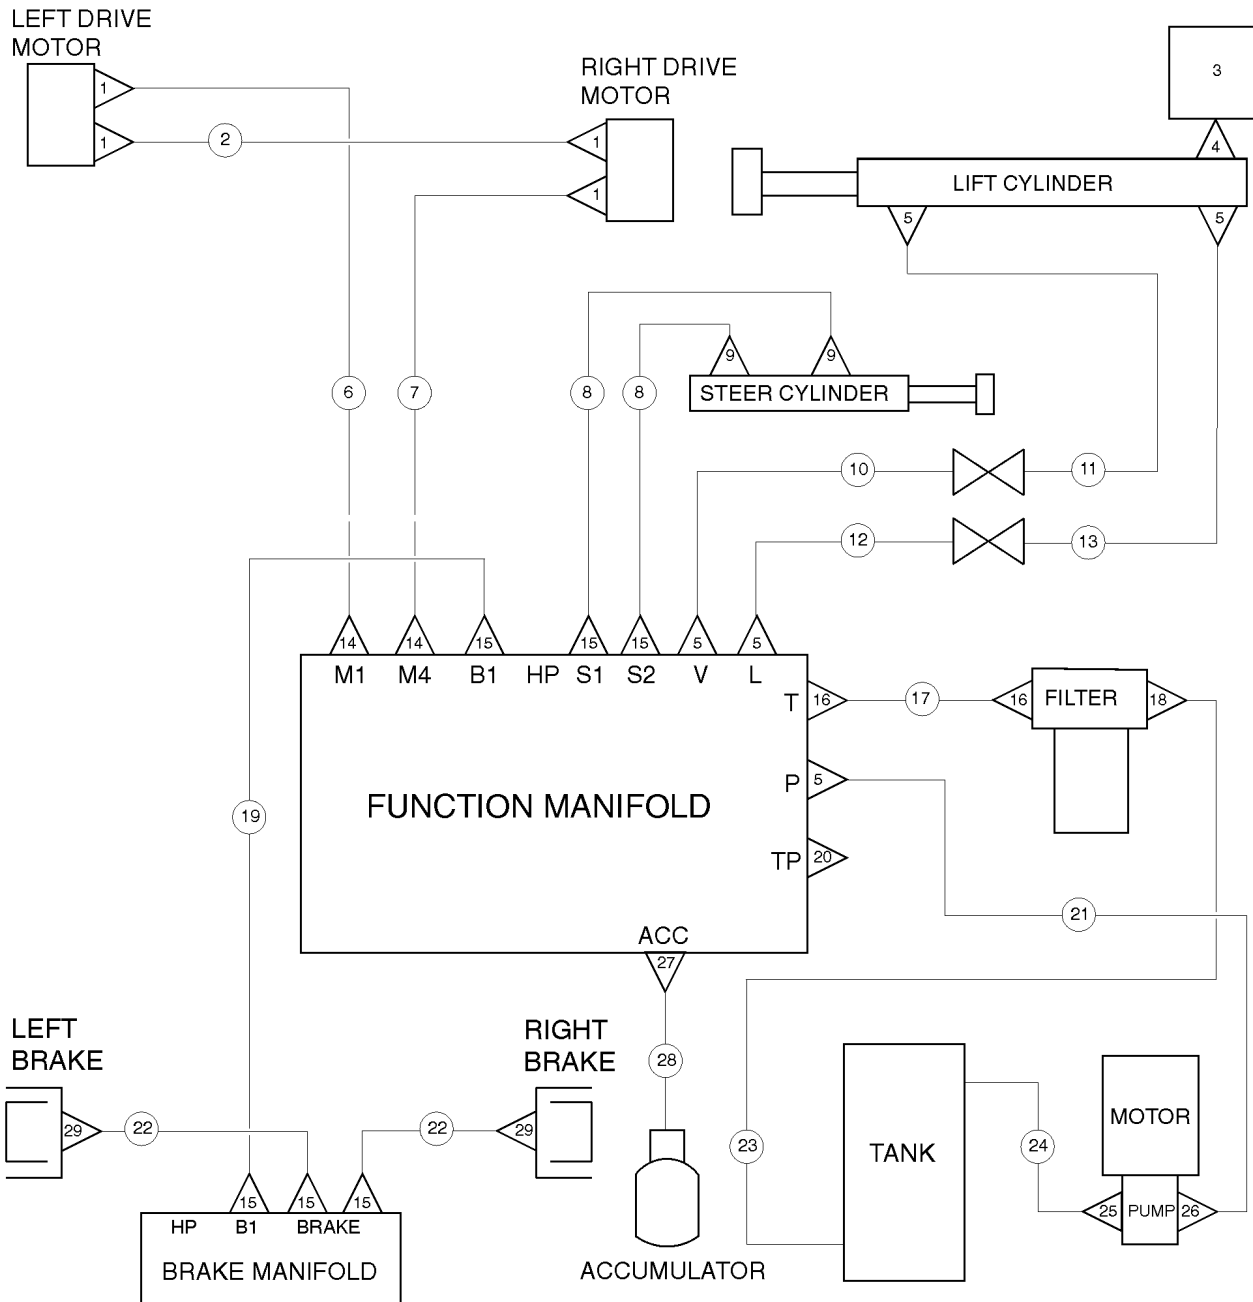 LEFT DRIVE
MOTOR
RIGHT DRIVE
MOTOR
3
1
1
2
1
1
4
LIFT CYLINDER
5
5
9
9
STEER CYLINDER
6
7
8
8
10
11
12
13
14
14
15
15
15
5
5
M1
M4
B1
HP
S1
S2
V
L
T
16
17
16
FILTER
18
P
5
FUNCTION MANIFOLD
19
TP
20
21
ACC
27
LEFT
BRAKE
RIGHT
BRAKE
28
29
22
22
29
23
TANK
24
MOTOR
25
PUMP
26
15
15
15
HP
B1
BRAKE
BRAKE MANIFOLD
ACCUMULATOR